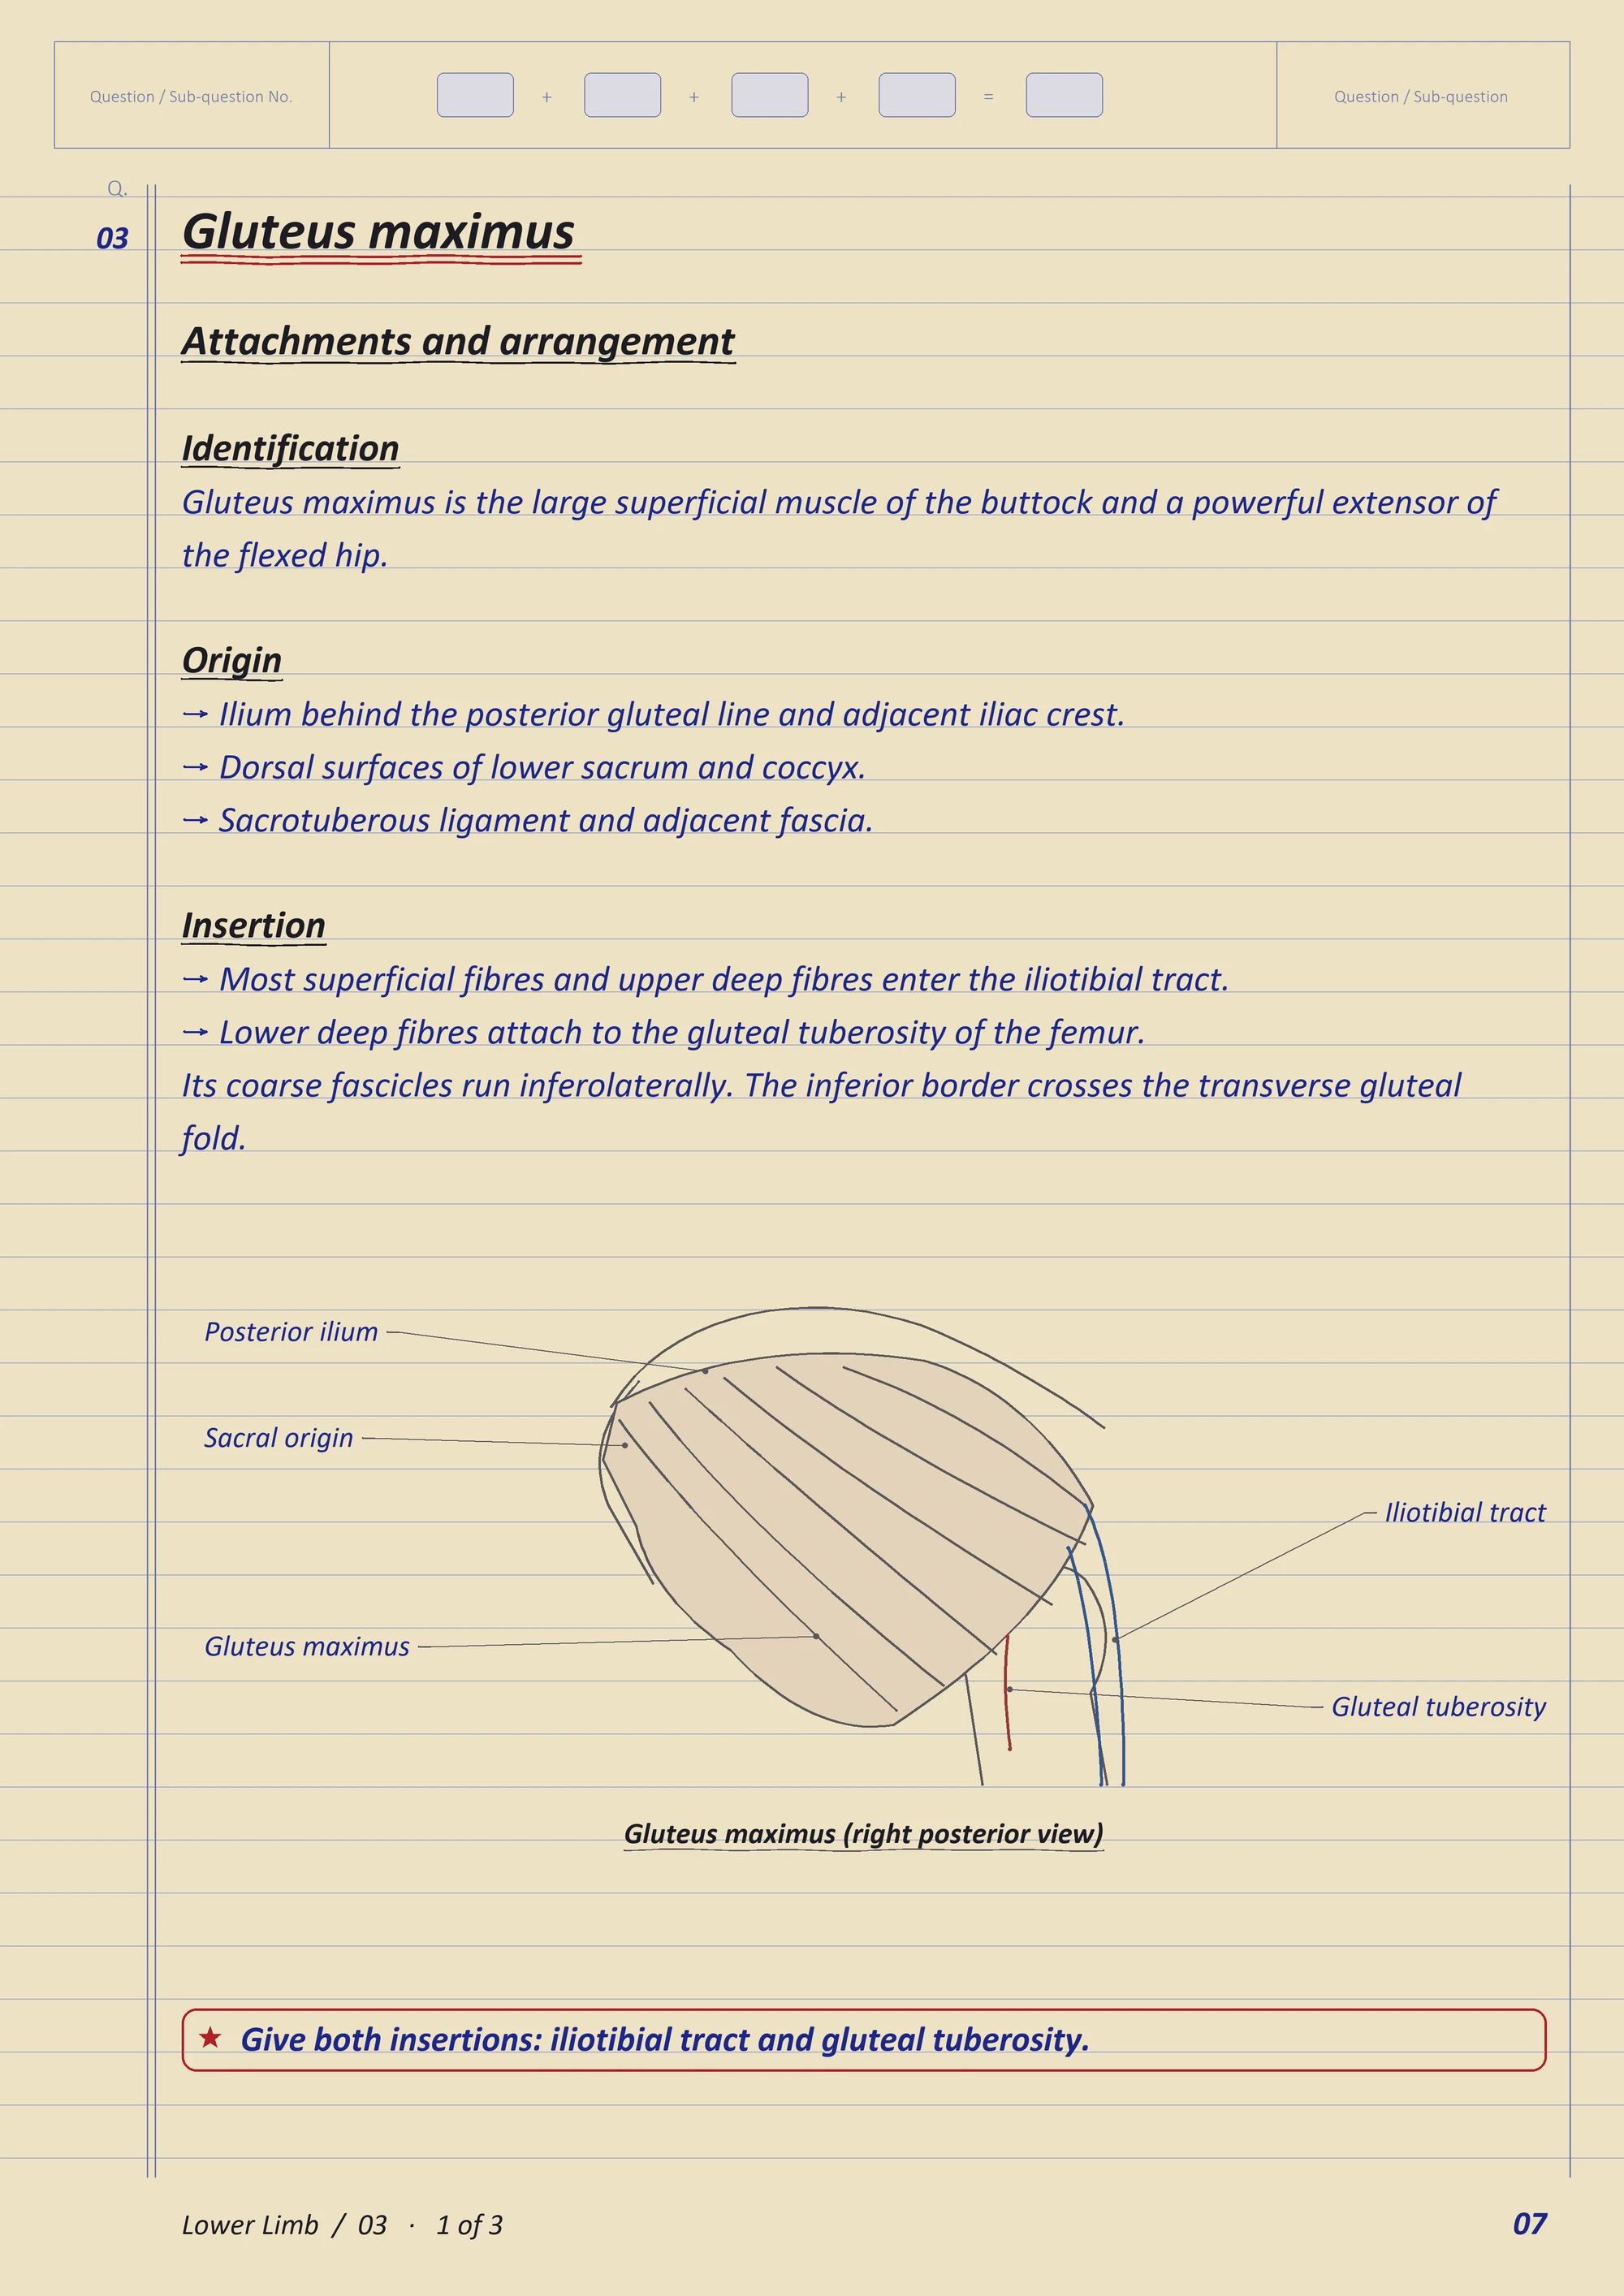 Question / Sub-question No.
+ + + =
Question / Sub-question
Q.
03
Gluteus maximus
Attachments and arrangement
Identification
Gluteus maximus is the large superficial muscle of the buttock and a powerful extensor of
the flexed hip.
Origin
→ Ilium behind the posterior gluteal line and adjacent iliac crest.
→ Dorsal surfaces of lower sacrum and coccyx.
→ Sacrotuberous ligament and adjacent fascia.
Insertion
→ Most superficial fibres and upper deep fibres enter the iliotibial tract.
→ Lower deep fibres attach to the gluteal tuberosity of the femur.
Its coarse fascicles run inferolaterally. The inferior border crosses the transverse gluteal
fold.
Posterior ilium
Sacral origin
Iliotibial tract
Gluteus maximus
Gluteal tuberosity
Gluteus maximus (right posterior view)
★ Give both insertions: iliotibial tract and gluteal tuberosity.
Lower Limb / 03 · 1 of 3
07